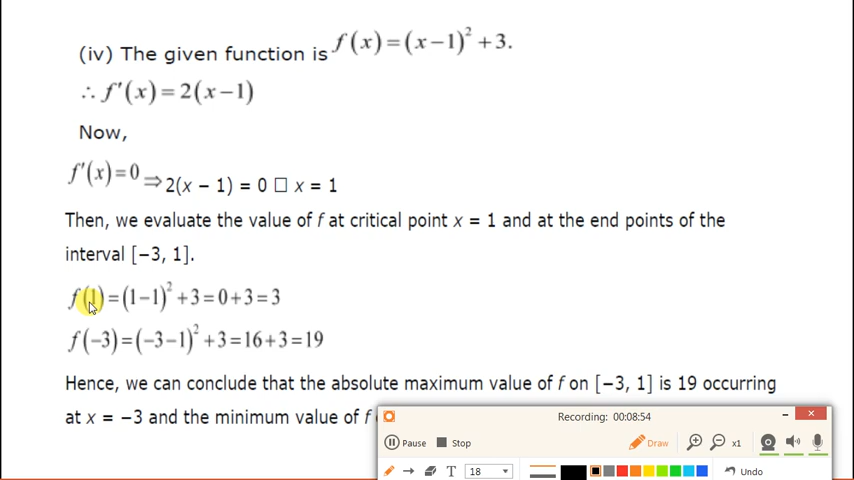 (iv) The given function is f(x)=(x−1)²+3.
∴ f′(x)=2(x−1)
Now,
f′(x)=0⇒2(x − 1) = 0 □ x = 1
Then, we evaluate the value of f at critical point x = 1 and at the end points of the
interval [−3, 1].
f(1)=(1−1)²+3=0+3=3
f(−3)=(−3−1)²+3=16+3=19
Hence, we can conclude that the absolute maximum value of f on [−3, 1] is 19 occurring
at x = −3 and the minimum value of f
Recording: 00:08:54
Pause Stop Draw x1
T 18 Undo